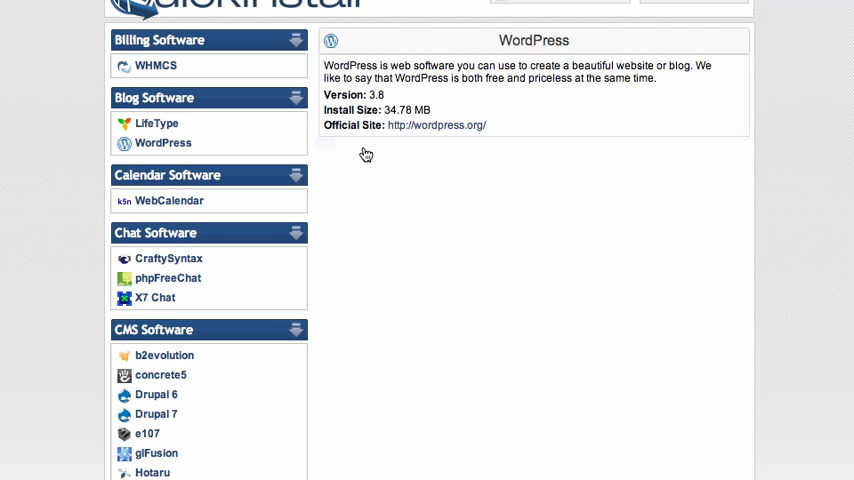 Billing Software
WHMCS
Blog Software
LifeType
WordPress
Calendar Software
k5n WebCalendar
Chat Software
CraftySyntax
phpFreeChat
X7 Chat
CMS Software
b2evolution
concrete5
Drupal 6
Drupal 7
e107
glFusion
Hotaru
WordPress
WordPress is web software you can use to create a beautiful website or blog. We
like to say that WordPress is both free and priceless at the same time.
Version: 3.8
Install Size: 34.78 MB
Official Site: http://wordpress.org/